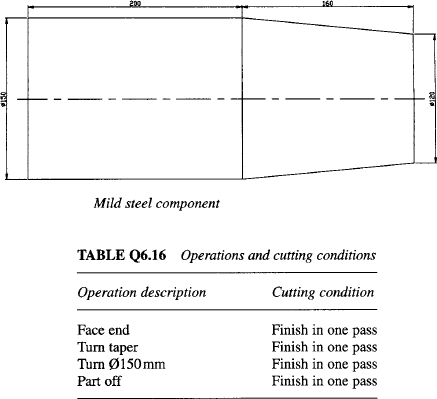 200 160
ø150 ø120
Mild steel component
TABLE Q6.16 Operations and cutting conditions
Operation description Cutting condition
Face end Finish in one pass
Turn taper Finish in one pass
Turn Ø150mm Finish in one pass
Part off Finish in one pass